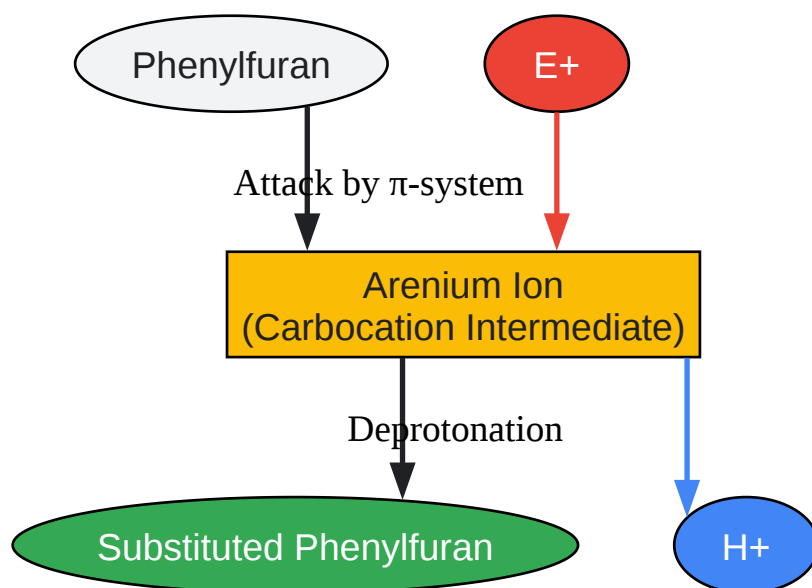 Phenylfuran
E+
Attack by π-system
Arenium Ion
(Carbocation Intermediate)
Deprotonation
Substituted Phenylfuran
H+